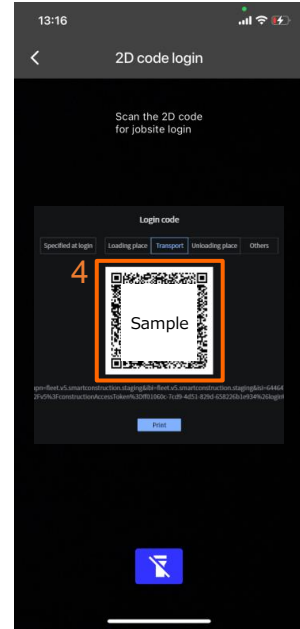 13:16
2D code login
Scan the 2D code
for jobsite login
Login code
Specified at login Loading place Transport Unloading place Others
4
Sample
Print